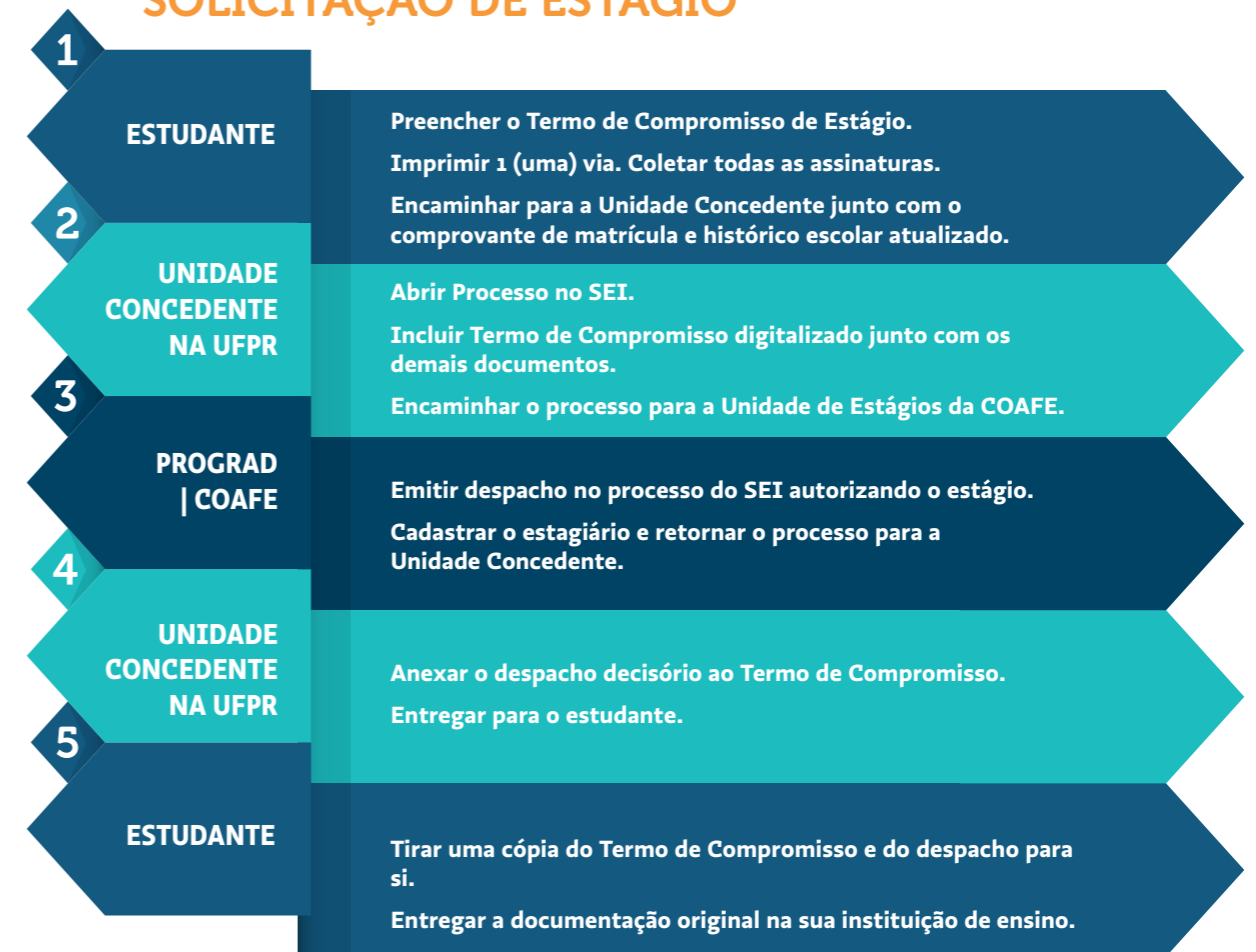 SOLICITAÇÃO DE ESTÁGIO
1
ESTUDANTE
Preencher o Termo de Compromisso de Estágio.
Imprimir 1 (uma) via. Coletar todas as assinaturas.
Encaminhar para a Unidade Concedente junto com o
comprovante de matrícula e histórico escolar atualizado.
2
UNIDADE
CONCEDENTE
NA UFPR
Abrir Processo no SEI.
Incluir Termo de Compromisso digitalizado junto com os
demais documentos.
Encaminhar o processo para a Unidade de Estágios da COAFE.
3
PROGRAD
| COAFE
Emitir despacho no processo do SEI autorizando o estágio.
Cadastrar o estagiário e retornar o processo para a
Unidade Concedente.
4
UNIDADE
CONCEDENTE
NA UFPR
Anexar o despacho decisório ao Termo de Compromisso.
Entregar para o estudante.
5
ESTUDANTE
Tirar uma cópia do Termo de Compromisso e do despacho para
si.
Entregar a documentação original na sua instituição de ensino.